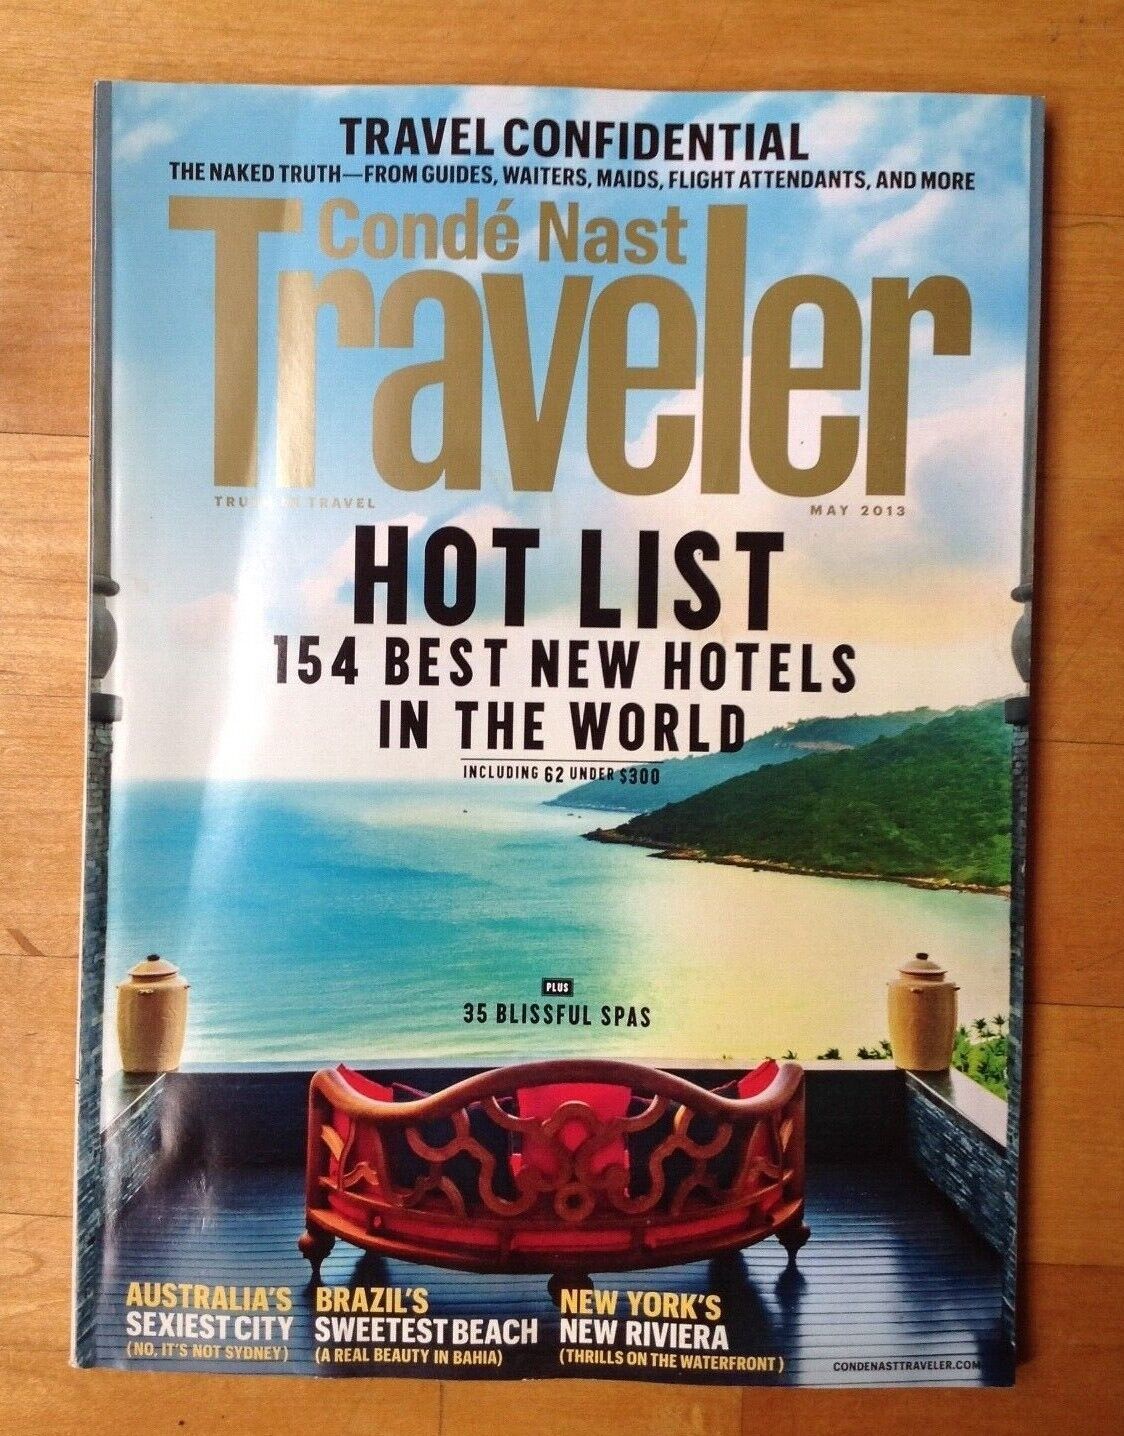 TRAVEL CONFIDENTIAL
THE NAKED TRUTH—FROM GUIDES, WAITERS, MAIDS, FLIGHT ATTENDANTS, AND MORE
Condé Nast
Traveler
TRUTH IN TRAVEL
MAY 2013
HOT LIST
154 BEST NEW HOTELS
IN THE WORLD
INCLUDING 62 UNDER $300
PLUS
35 BLISSFUL SPAS
AUSTRALIA'S
SEXIEST CITY
(NO, IT'S NOT SYDNEY)
BRAZIL'S
SWEETEST BEACH
(A REAL BEAUTY IN BAHIA)
NEW YORK'S
NEW RIVIERA
(THRILLS ON THE WATERFRONT)
CONDENASTTRAVELER.COM